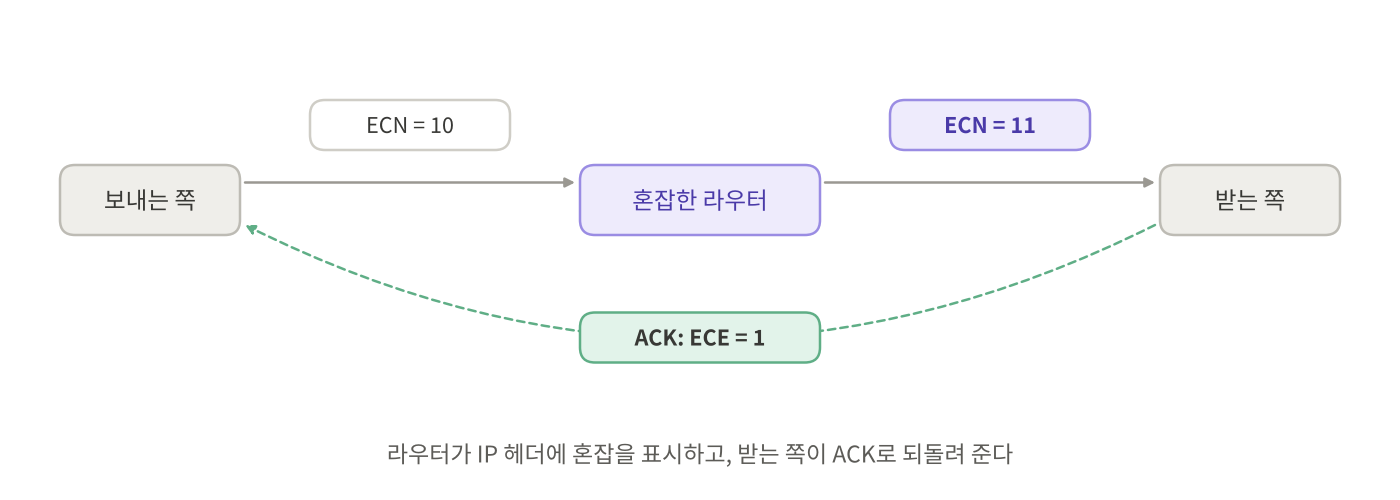 ECN = 10
ECN = 11
보내는 쪽
혼잡한 라우터
받는 쪽
ACK: ECE = 1
라우터가 IP 헤더에 혼잡을 표시하고, 받는 쪽이 ACK로 되돌려 준다